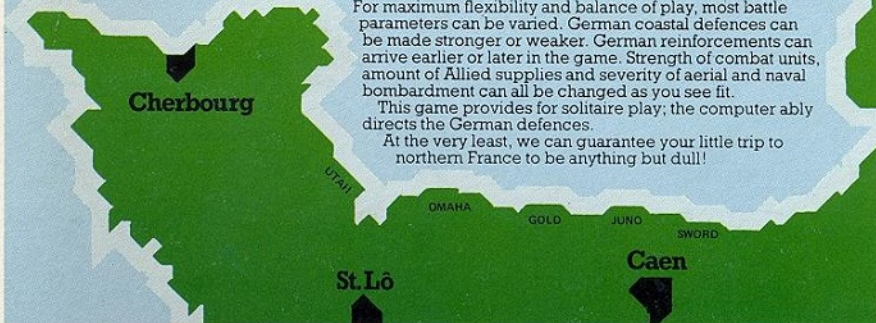 For maximum flexibility and balance of play, most battle
parameters can be varied. German coastal defences can
be made stronger or weaker. German reinforcements can
arrive earlier or later in the game. Strength of combat units,
amount of Allied supplies and severity of aerial and naval
bombardment can all be changed as you see fit.
This game provides for solitaire play; the computer ably
directs the German defences.
At the very least, we can guarantee your little trip to
northern France to be anything but dull!
Cherbourg
UTAH
OMAHA
GOLD
JUNO
SWORD
Caen
St. Lô